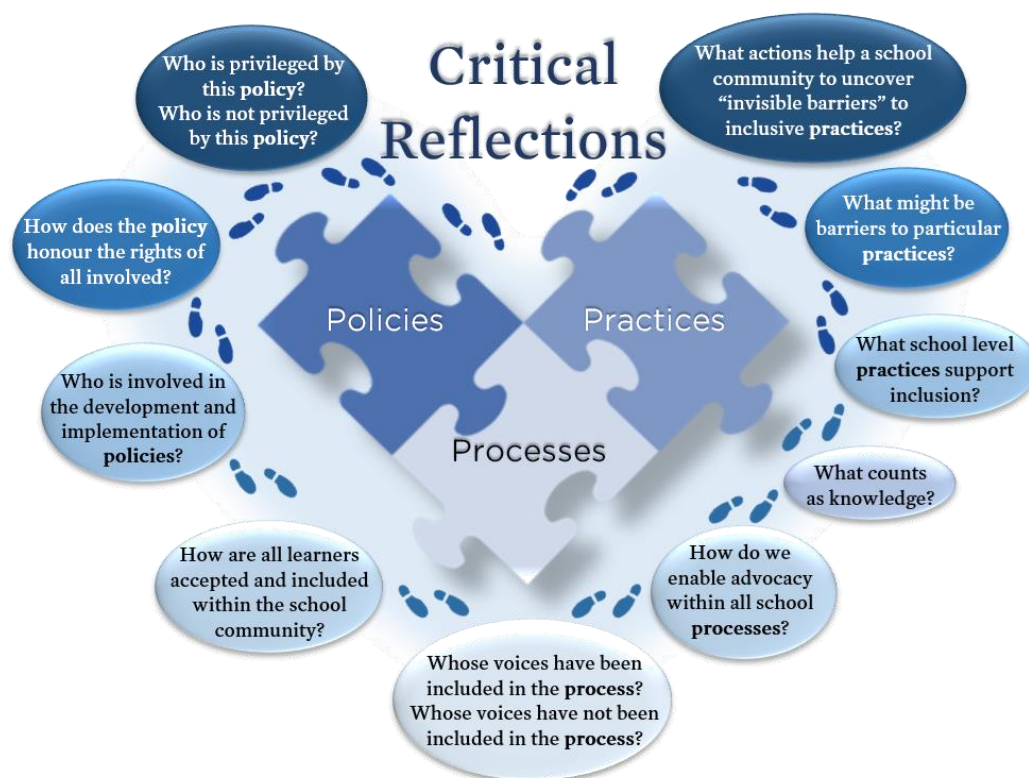 Critical
Reflections
Who is privileged by
this policy?
Who is not privileged
by this policy?
How does the policy
honour the rights of
all involved?
Who is involved in
the development and
implementation of
policies?
How are all learners
accepted and included
within the school
community?
Whose voices have been
included in the process?
Whose voices have not been
included in the process?
How do we
enable advocacy
within all school
processes?
What counts
as knowledge?
What school level
practices support
inclusion?
What might be
barriers to particular
practices?
What actions help a school
community to uncover
“invisible barriers” to
inclusive practices?
Policies
Practices
Processes